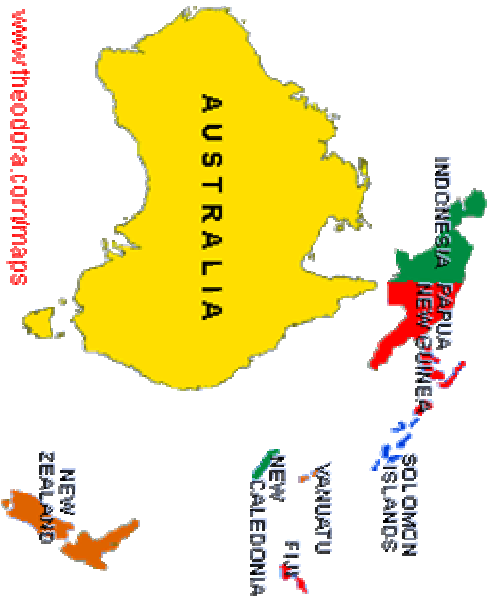 INDONESIA
PAPUA
NEW GUINEA
SOLOMON
ISLANDS
AUSTRALIA
VANUATU
FIJI
NEW
CALEDONIA
NEW
ZEALAND
www.theodora.com/maps